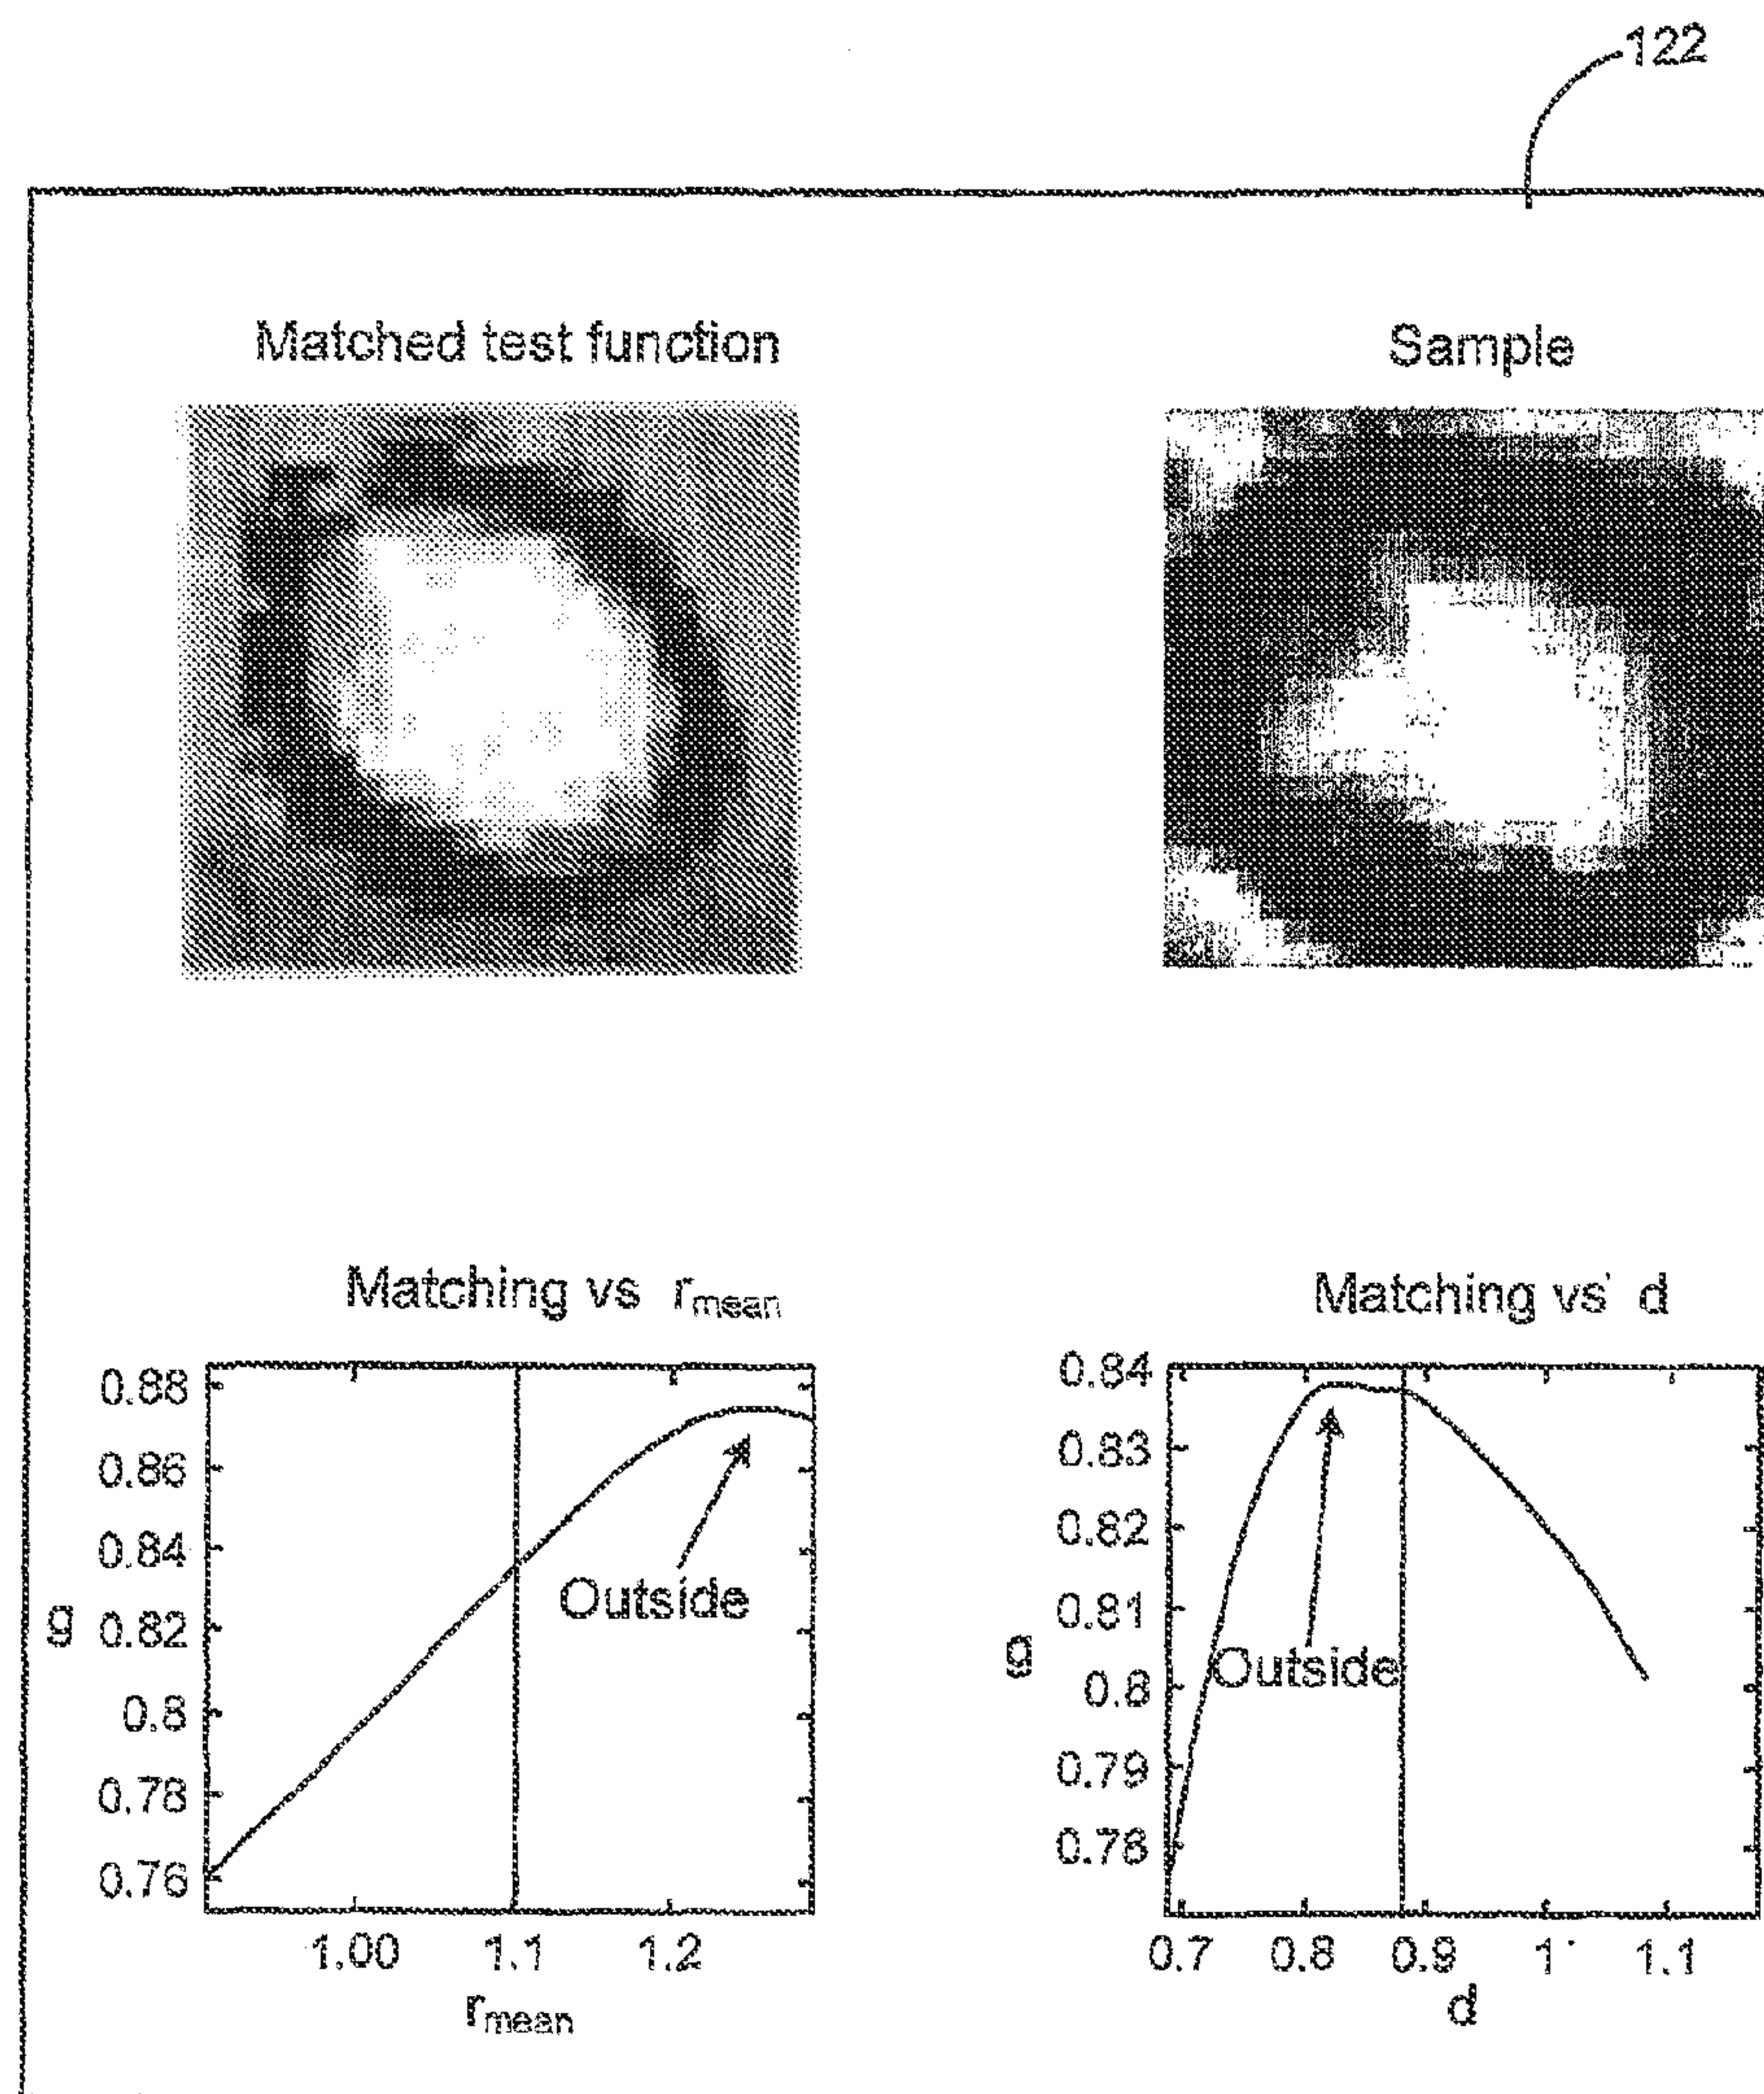 122
Matched test function
Sample
Matching vs r_mean
0.88
0.86
0.84
0.82
0.8
0.78
0.76
g
Outside
1.00 1.1 1.2
r_mean
Matching vs d
0.84
0.83
0.82
0.81
0.8
0.79
0.78
g
Outside
0.7 0.8 0.9 1 1.1
d